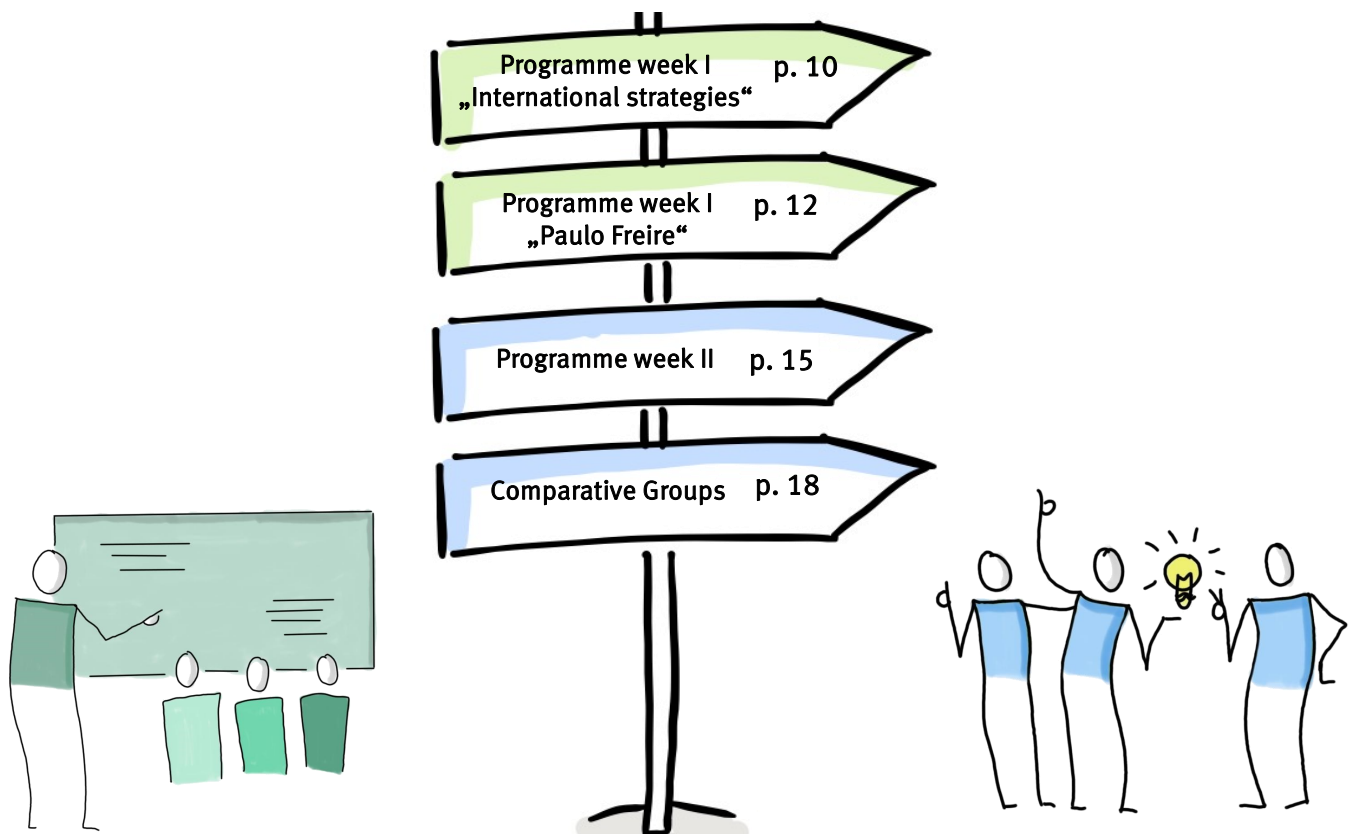 Programme week I p. 10
„International strategies“
Programme week I p. 12
„Paulo Freire“
Programme week II p. 15
Comparative Groups p. 18